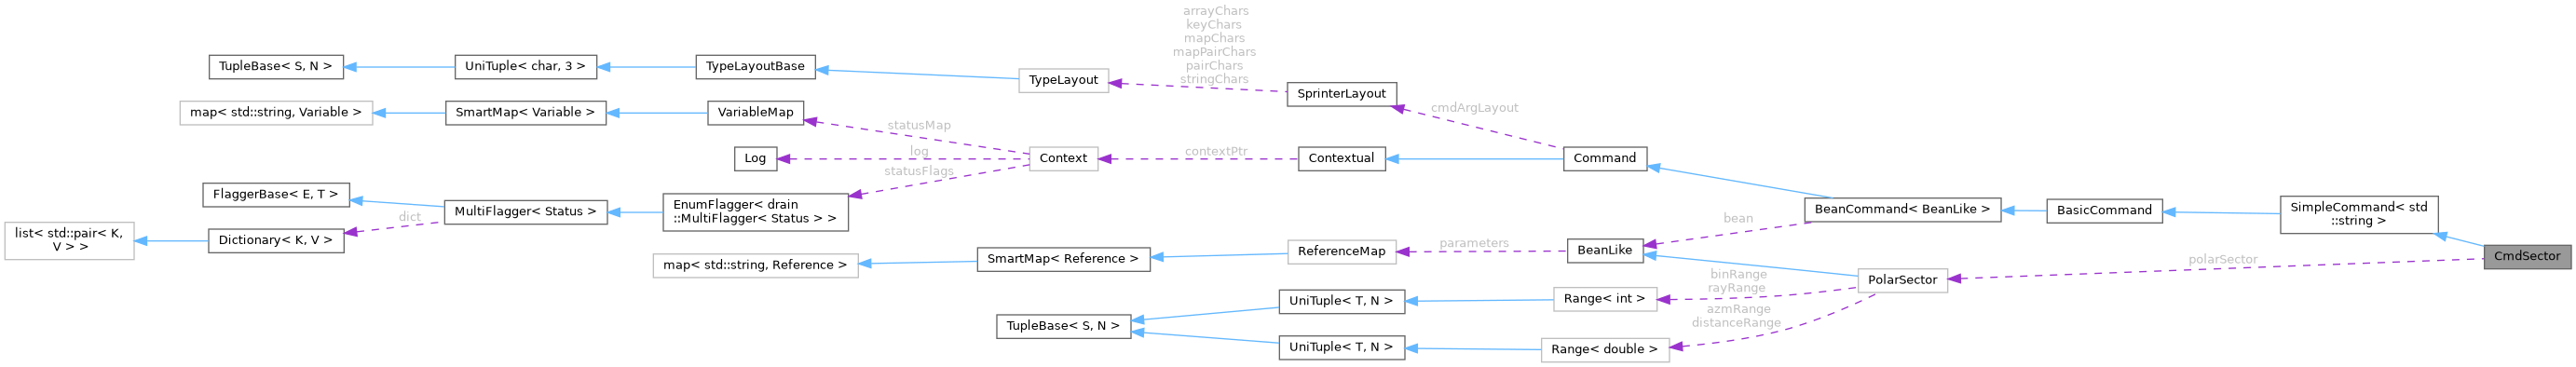 arrayChars
keyChars
mapChars
mapPairChars
pairChars
stringChars
TupleBase< S, N >
UniTuple< char, 3 >
TypeLayoutBase
TypeLayout
SprinterLayout
cmdArgLayout
map< std::string, Variable >
SmartMap< Variable >
VariableMap
statusMap
Log
log
Context
contextPtr
Contextual
Command
statusFlags
FlaggerBase< E, T >
MultiFlagger< Status >
EnumFlagger< drain
::MultiFlagger< Status > >
dict
list< std::pair< K,
V > >
Dictionary< K, V >
BeanCommand< BeanLike >
BasicCommand
SimpleCommand< std
::string >
CmdSector
bean
polarSector
map< std::string, Reference >
SmartMap< Reference >
ReferenceMap
parameters
BeanLike
PolarSector
binRange
rayRange
azmRange
distanceRange
UniTuple< T, N >
Range< int >
TupleBase< S, N >
UniTuple< T, N >
Range< double >